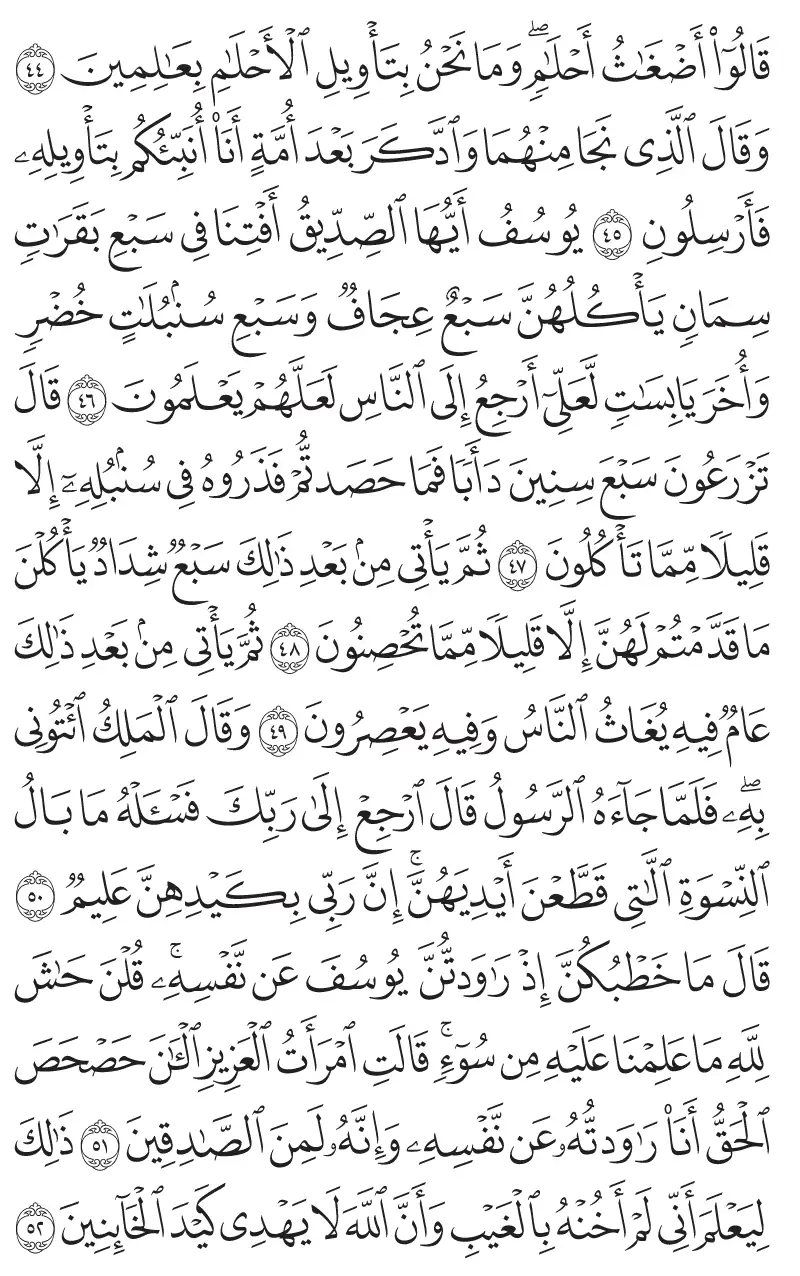 قَالُوٓا۟ أَضۡغَٰثُ أَحۡلَٰمٖۖ وَمَا نَحۡنُ بِتَأۡوِيلِ ٱلۡأَحۡلَٰمِ بِعَٰلِمِينَ ٤٤
وَقَالَ ٱلَّذِي نَجَا مِنۡهُمَا وَٱدَّكَرَ بَعۡدَ أُمَّةٍ أَنَا۠ أُنَبِّئُكُم بِتَأۡوِيلِهِۦ
فَأَرۡسِلُونِ ٤٥ يُوسُفُ أَيُّهَا ٱلصِّدِّيقُ أَفۡتِنَا فِي سَبۡعِ بَقَرَٰتٖ
سِمَانٖ يَأۡكُلُهُنَّ سَبۡعٌ عِجَافٞ وَسَبۡعِ سُنۢبُلَٰتٍ خُضۡرٖ
وَأُخَرَ يَابِسَٰتٖ لَّعَلِّيٓ أَرۡجِعُ إِلَى ٱلنَّاسِ لَعَلَّهُمۡ يَعۡلَمُونَ ٤٦ قَالَ
تَزۡرَعُونَ سَبۡعَ سِنِينَ دَأَبٗا فَمَا حَصَدتُّمۡ فَذَرُوهُ فِي سُنۢبُلِهِۦٓ إِلَّا
قَلِيلٗا مِّمَّا تَأۡكُلُونَ ٤٧ ثُمَّ يَأۡتِي مِنۢ بَعۡدِ ذَٰلِكَ سَبۡعٞ شِدَادٞ يَأۡكُلۡنَ
مَا قَدَّمۡتُمۡ لَهُنَّ إِلَّا قَلِيلٗا مِّمَّا تُحۡصِنُونَ ٤٨ ثُمَّ يَأۡتِي مِنۢ بَعۡدِ ذَٰلِكَ
عَامٞ فِيهِ يُغَاثُ ٱلنَّاسُ وَفِيهِ يَعۡصِرُونَ ٤٩ وَقَالَ ٱلۡمَلِكُ ٱئۡتُونِي
بِهِۦۖ فَلَمَّا جَآءَهُ ٱلرَّسُولُ قَالَ ٱرۡجِعۡ إِلَىٰ رَبِّكَ فَسۡـَٔلۡهُ مَا بَالُ
ٱلنِّسۡوَةِ ٱلَّٰتِي قَطَّعۡنَ أَيۡدِيَهُنَّۚ إِنَّ رَبِّي بِكَيۡدِهِنَّ عَلِيمٞ ٥٠
قَالَ مَا خَطۡبُكُنَّ إِذۡ رَٰوَدتُّنَّ يُوسُفَ عَن نَّفۡسِهِۦۚ قُلۡنَ حَٰشَ
لِلَّهِ مَا عَلِمۡنَا عَلَيۡهِ مِن سُوٓءٖۚ قَالَتِ ٱمۡرَأَتُ ٱلۡعَزِيزِ ٱلۡـَٰٔنَ حَصۡحَصَ
ٱلۡحَقُّ أَنَا۠ رَٰوَدتُّهُۥ عَن نَّفۡسِهِۦ وَإِنَّهُۥ لَمِنَ ٱلصَّٰدِقِينَ ٥١ ذَٰلِكَ
لِيَعۡلَمَ أَنِّي لَمۡ أَخُنۡهُ بِٱلۡغَيۡبِ وَأَنَّ ٱللَّهَ لَا يَهۡدِي كَيۡدَ ٱلۡخَآئِنِينَ ٥٢